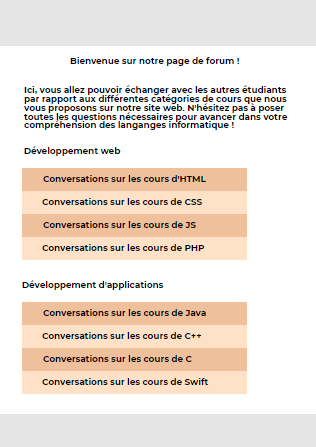 Bienvenue sur notre page de forum !
Ici, vous allez pouvoir échanger avec les autres étudiants
par rapport aux différentes catégories de cours que nous
vous proposons sur notre site web. N'hésitez pas à poser
toutes les questions nécessaires pour avancer dans votre
compréhension des langanges informatique !
Développement web
Conversations sur les cours d'HTML
Conversations sur les cours de CSS
Conversations sur les cours de JS
Conversations sur les cours de PHP
Développement d'applications
Conversations sur les cours de Java
Conversations sur les cours de C++
Conversations sur les cours de C
Conversations sur les cours de Swift